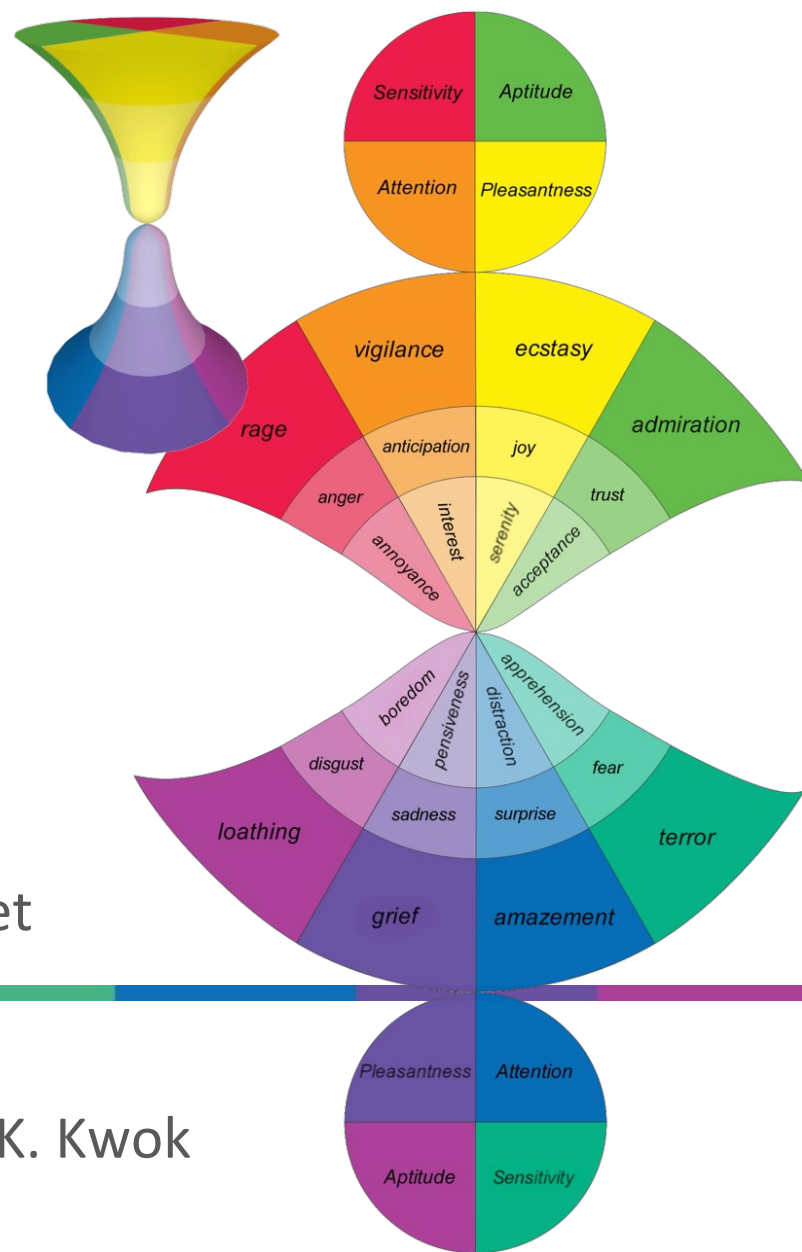 Sensitivity Aptitude
Attention Pleasantness
vigilance ecstasy
rage admiration
anticipation joy
anger trust
interest serenity
annoyance acceptance
boredom apprehension
pensiveness distraction
disgust fear
sadness surprise
loathing terror
grief amazement
et
Pleasantness Attention
K. Kwok
Aptitude Sensitivity